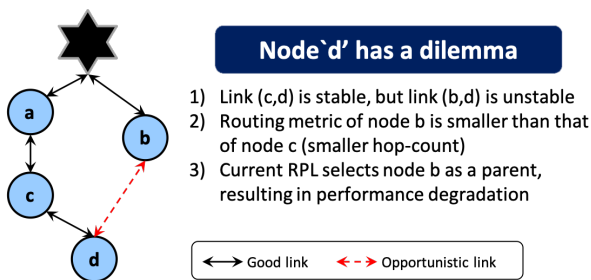 Node`d’ has a dilemma
a
b
c
d
1) Link (c,d) is stable, but link (b,d) is unstable
2) Routing metric of node b is smaller than that
of node c (smaller hop-count)
3) Current RPL selects node b as a parent,
resulting in performance degradation
Good link
Opportunistic link